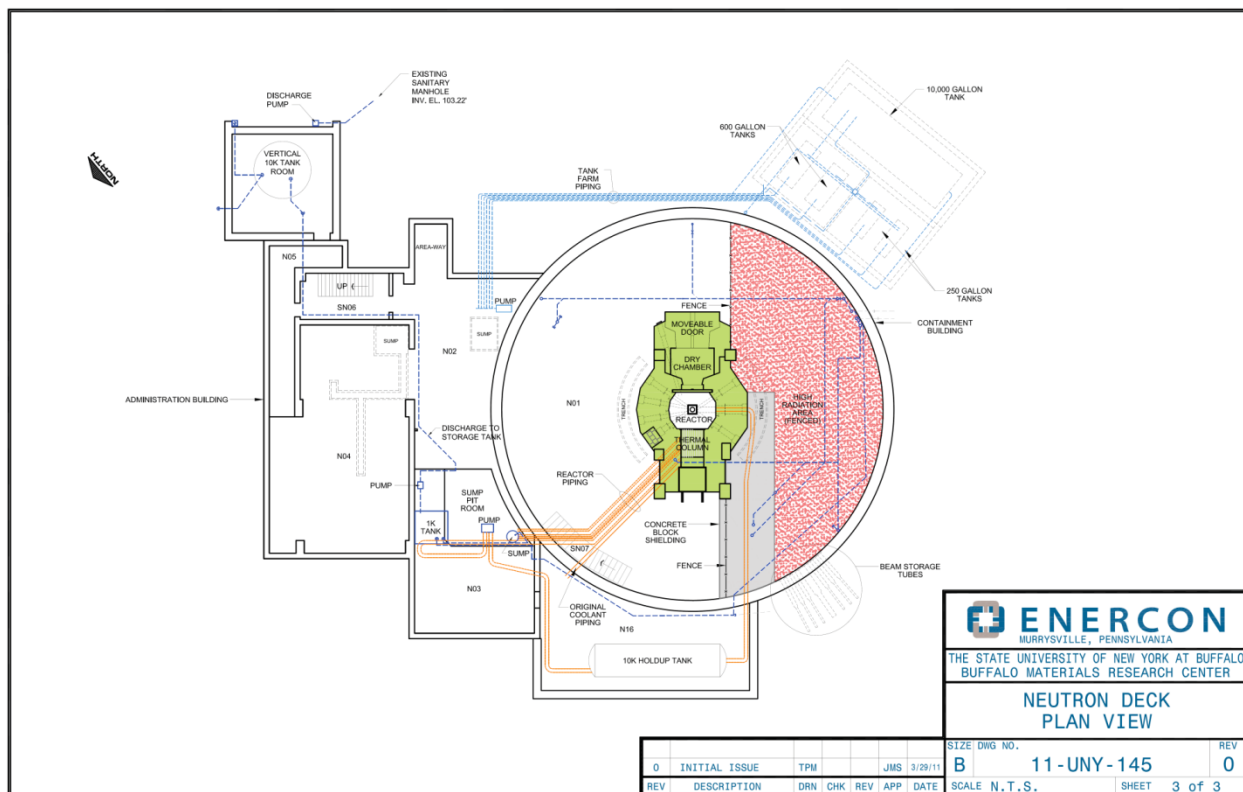 EXISTING
SANITARY
MANHOLE
INV. EL. 103.22'
DISCHARGE
PUMP
10,000 GALLON
TANK
600 GALLON
TANKS
NORTH
VERTICAL
10K TANK
ROOM
TANK
FARM
PIPING
AREA-WAY
N05
UP
SN06
PUMP
250 GALLON
TANKS
FENCE
CONTAINMENT
BUILDING
MOVEABLE
DOOR
SUMP
SUMP
N02
DRY
CHAMBER
ADMINISTRATION BUILDING
N01
TRENCH
TRENCH
HIGH
RADIATION
AREA
(FENCED)
REACTOR
THERMAL
COLUMN
DISCHARGE TO
STORAGE TANK
N04
REACTOR
PIPING
PUMP
SUMP
PIT
ROOM
PUMP
1K
TANK
CONCRETE
BLOCK
SHIELDING
SUMP
SN07
FENCE
BEAM STORAGE
TUBES
N03
ORIGINAL
COOLANT
PIPING
N16
10K HOLDUP TANK
ENERCON
MURRYSVILLE, PENNSYLVANIA
THE STATE UNIVERSITY OF NEW YORK AT BUFFALO
BUFFALO MATERIALS RESEARCH CENTER
NEUTRON DECK
PLAN VIEW
SIZE DWG NO. REV
B 11-UNY-145 0
SCALE N.T.S. SHEET 3 of 3
0 INITIAL ISSUE TPM JMS 3/29/11
REV DESCRIPTION DRN CHK REV APP DATE